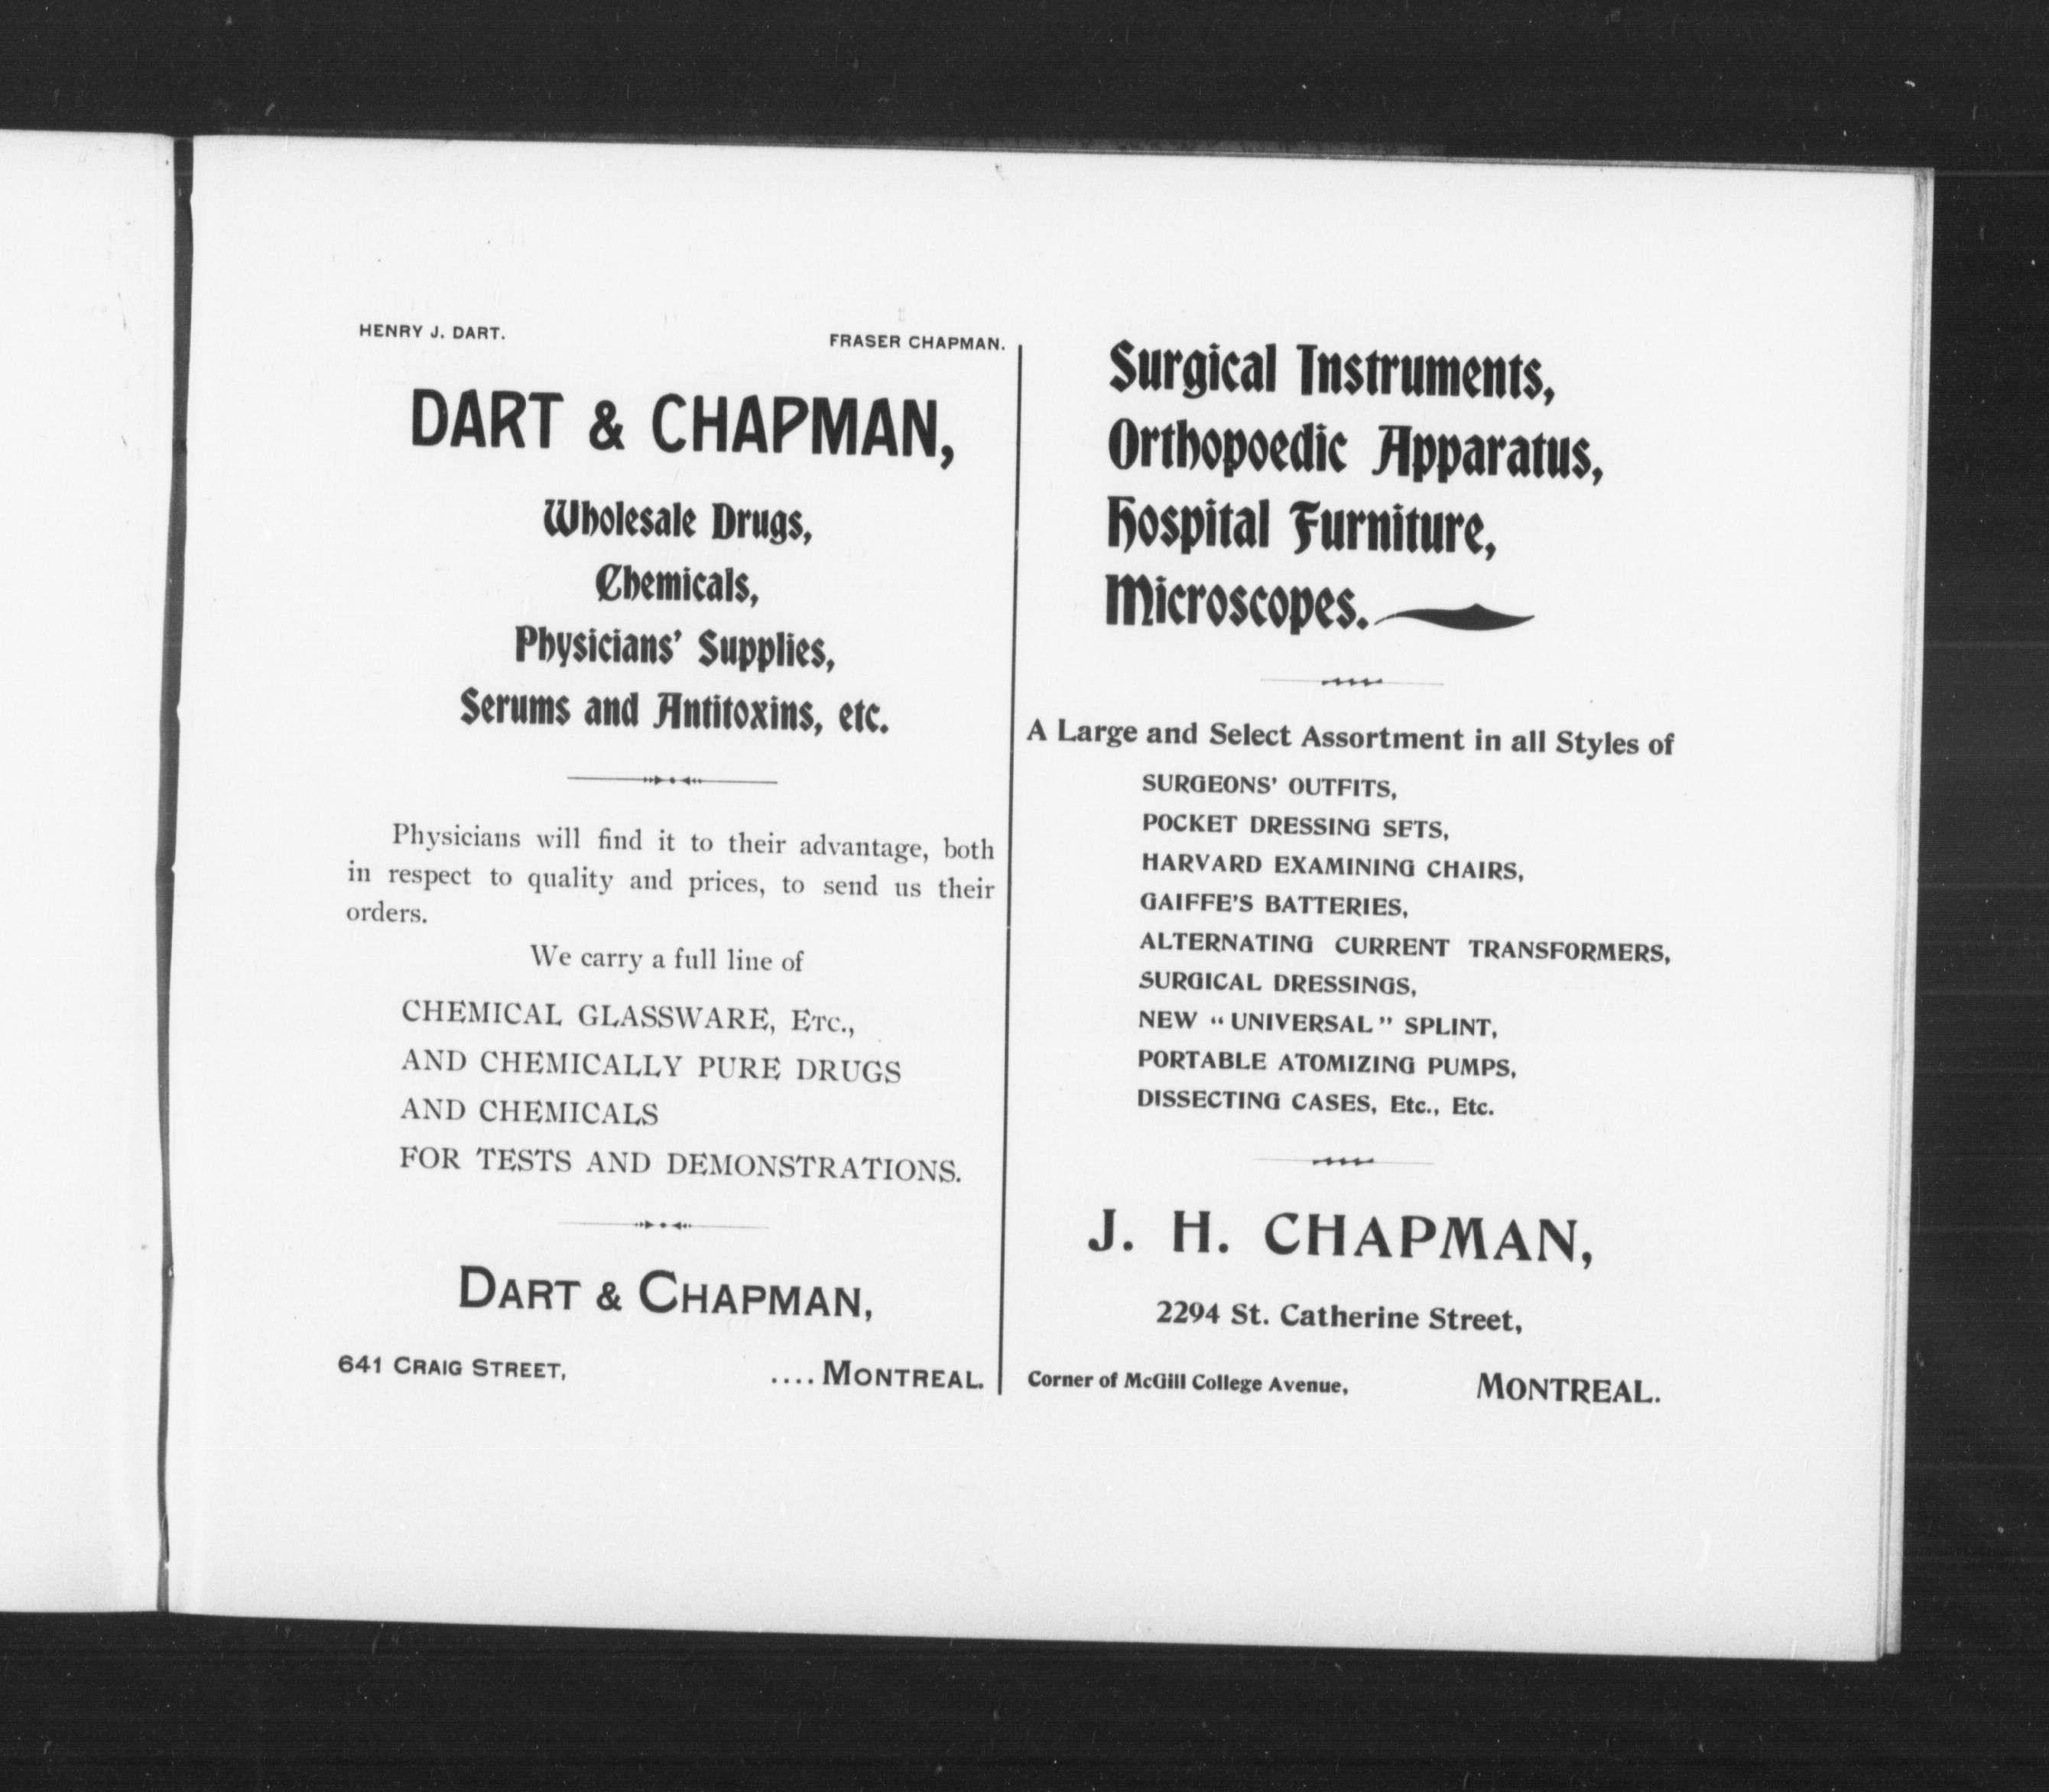 HENRY J. DART.
FRASER CHAPMAN.
DART & CHAPMAN,
Wholesale Drugs,
Chemicals,
Physicians' Supplies,
Serums and Antitoxins, etc.
Physicians will find it to their advantage, both
in respect to quality and prices, to send us their
orders.
We carry a full line of
CHEMICAL GLASSWARE, ETC.,
AND CHEMICALLY PURE DRUGS
AND CHEMICALS
FOR TESTS AND DEMONSTRATIONS.
DART & CHAPMAN,
641 CRAIG STREET,
.... MONTREAL.
Surgical Instruments,
Orthopoedic Apparatus,
Hospital Furniture,
Microscopes.
A Large and Select Assortment in all Styles of
SURGEONS' OUTFITS,
POCKET DRESSING SETS,
HARVARD EXAMINING CHAIRS,
GAIFFE'S BATTERIES,
ALTERNATING CURRENT TRANSFORMERS,
SURGICAL DRESSINGS,
NEW "UNIVERSAL" SPLINT,
PORTABLE ATOMIZING PUMPS,
DISSECTING CASES, Etc., Etc.
J. H. CHAPMAN,
2294 St. Catherine Street,
Corner of McGill College Avenue,
MONTREAL.